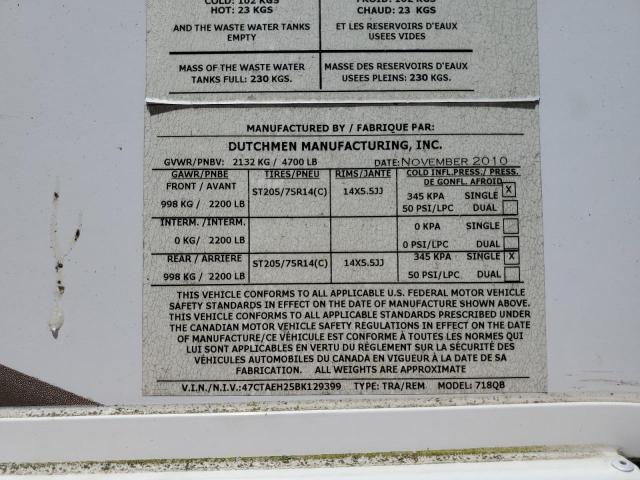 COLD: 102 KGS
HOT: 23 KGS
CHAUD: 23 KGS
AND THE WASTE WATER TANKS
EMPTY
ET LES RESERVOIRS D'EAUX
USEES VIDES
MASS OF THE WASTE WATER
TANKS FULL: 230 KGS.
MASSE DES RESERVOIRS D'EAUX
USEES PLEINS: 230 KGS.
MANUFACTURED BY / FABRIQUE PAR:
DUTCHMEN MANUFACTURING, INC.
GVWR/PNBV: 2132 KG / 4700 LB DATE: NOVEMBER 2010
GAWR/PNBE TIRES/PNEU RIMS/JANTE COLD INFL.PRESS./ PRESS.
DE GONFL. AFROID
FRONT / AVANT ST205/75R14(C) 14X5.5JJ 345 KPA SINGLE X
998 KG / 2200 LB 50 PSI/LPC DUAL
INTERM. /INTERM. 0 KPA SINGLE
0 KG/ 2200 LB 0 PSI/LPC DUAL
REAR / ARRIERE ST205/75R14(C) 14X5.5JJ 345 KPA SINGLE X
998 KG / 2200 LB 50 PSI/LPC DUAL
THIS VEHICLE CONFORMS TO ALL APPLICABLE U.S. FEDERAL MOTOR VEHICLE
SAFETY STANDARDS IN EFFECT ON THE DATE OF MANUFACTURE SHOWN ABOVE.
THIS VEHICLE CONFORMS TO ALL APPLICABLE STANDARDS PRESCRIBED UNDER
THE CANADIAN MOTOR VEHICLE SAFETY REGULATIONS IN EFFECT ON THE DATE
OF MANUFACTURE/CE VÉHICULE EST CONFORME À TOUTES LES NORMES QUI
LUI SONT APPLICABLES EN VERTU DU RÈGLEMENT SUR LA SÉCURITÉ DES
VÉHICULES AUTOMOBILES DU CANADA EN VIGUEUR À LA DATE DE SA
FABRICATION. ALL WEIGHTS ARE APPROXIMATE
V.I.N./N.I.V.:47CTAEH25BK129399 TYPE: TRA/REM MODEL: 718QB